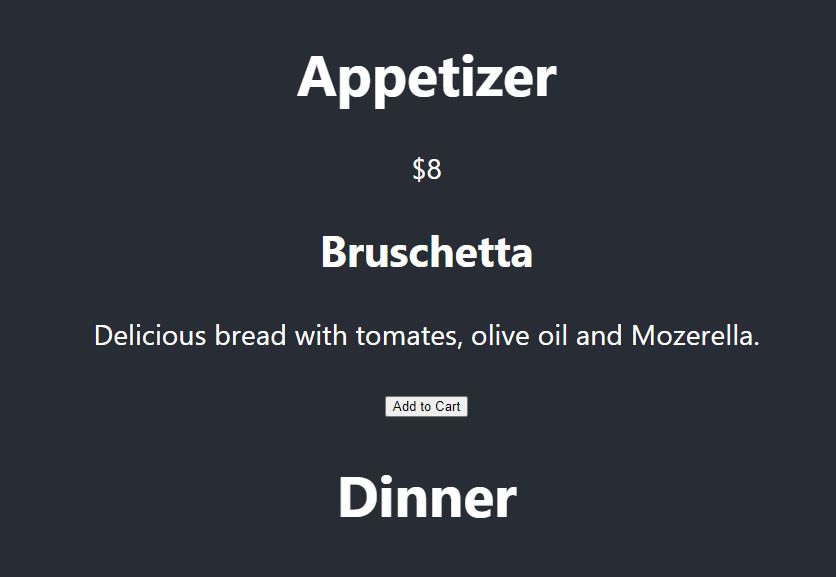 Appetizer
$8
Bruschetta
Delicious bread with tomates, olive oil and Mozerella.
Add to Cart
Dinner